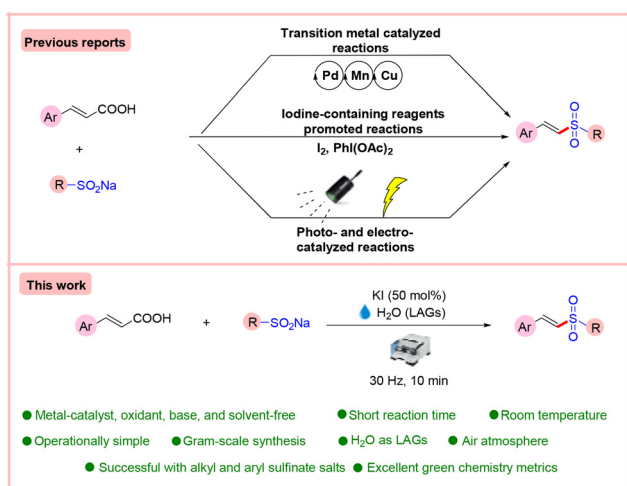 Previous reports
Transition metal catalyzed
reactions
Pd Mn Cu
Ar COOH
+
R-SO₂Na
Iodine-containing reagents
promoted reactions
I₂, PhI(OAc)₂
Photo- and electro-
catalyzed reactions
O
Ar S R
O
This work
Ar COOH + R-SO₂Na
KI (50 mol%)
H₂O (LAGs)
30 Hz, 10 min
O
Ar S R
O
Metal-catalyst, oxidant, base, and solvent-free
Short reaction time
Room temperature
Operationally simple
Gram-scale synthesis
H₂O as LAGs
Air atmosphere
Successful with alkyl and aryl sulfinate salts
Excellent green chemistry metrics